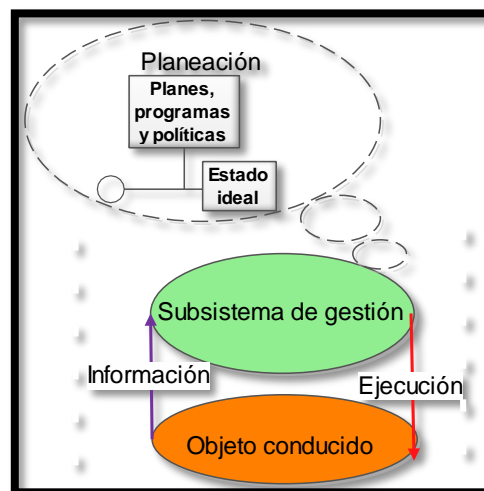 Planeación
Planes,
programas
y políticas
Estado
ideal
Subsistema de gestión
Información
Ejecución
Objeto conducido